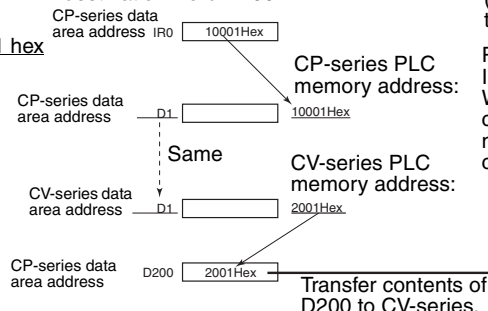 CP-series data
area address IR0 10001Hex
1 hex
CP-series PLC
memory address:
CP-series data
area address D1 10001Hex
Same
CV-series PLC
memory address:
CV-series data
area address D1 2001Hex
CP-series data
area address D200 2001Hex
Transfer contents of
D200 to CV-series.